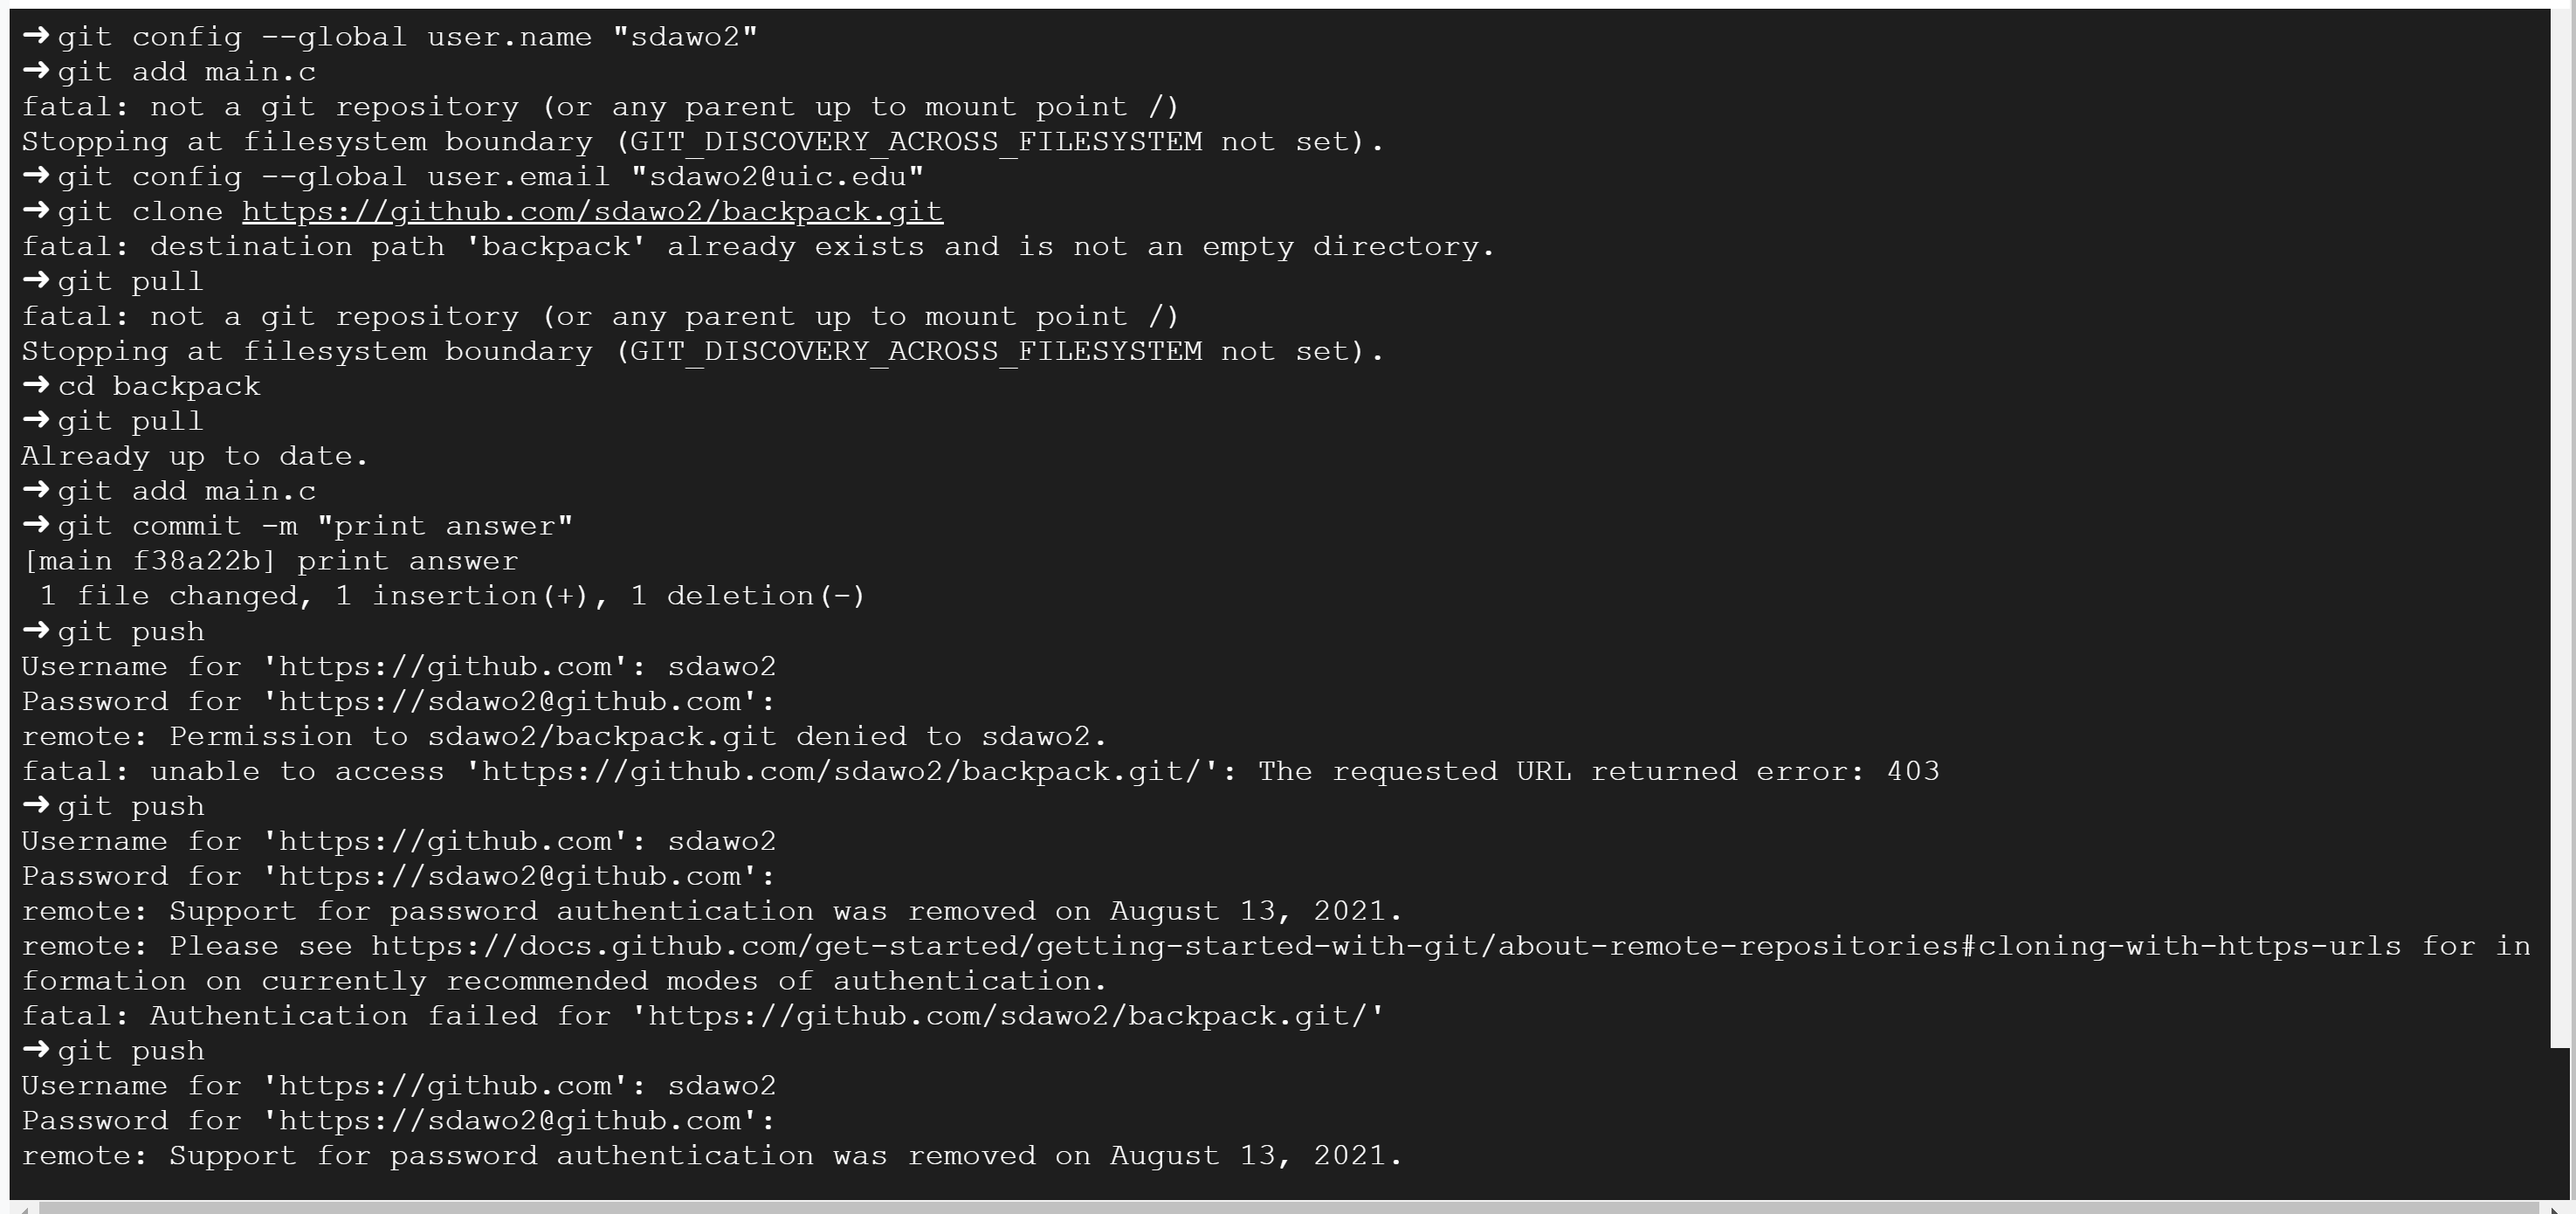 ➜ git config --global user.name "sdawo2"
➜ git add main.c
fatal: not a git repository (or any parent up to mount point /)
Stopping at filesystem boundary (GIT_DISCOVERY_ACROSS_FILESYSTEM not set).
➜ git config --global user.email "sdawo2@uic.edu"
➜ git clone https://github.com/sdawo2/backpack.git
fatal: destination path 'backpack' already exists and is not an empty directory.
➜ git pull
fatal: not a git repository (or any parent up to mount point /)
Stopping at filesystem boundary (GIT_DISCOVERY_ACROSS_FILESYSTEM not set).
➜ cd backpack
➜ git pull
Already up to date.
➜ git add main.c
➜ git commit -m "print answer"
[main f38a22b] print answer
 1 file changed, 1 insertion(+), 1 deletion(-)
➜ git push
Username for 'https://github.com': sdawo2
Password for 'https://sdawo2@github.com':
remote: Permission to sdawo2/backpack.git denied to sdawo2.
fatal: unable to access 'https://github.com/sdawo2/backpack.git/': The requested URL returned error: 403
➜ git push
Username for 'https://github.com': sdawo2
Password for 'https://sdawo2@github.com':
remote: Support for password authentication was removed on August 13, 2021.
remote: Please see https://docs.github.com/get-started/getting-started-with-git/about-remote-repositories#cloning-with-https-urls for in
formation on currently recommended modes of authentication.
fatal: Authentication failed for 'https://github.com/sdawo2/backpack.git/'
➜ git push
Username for 'https://github.com': sdawo2
Password for 'https://sdawo2@github.com':
remote: Support for password authentication was removed on August 13, 2021.